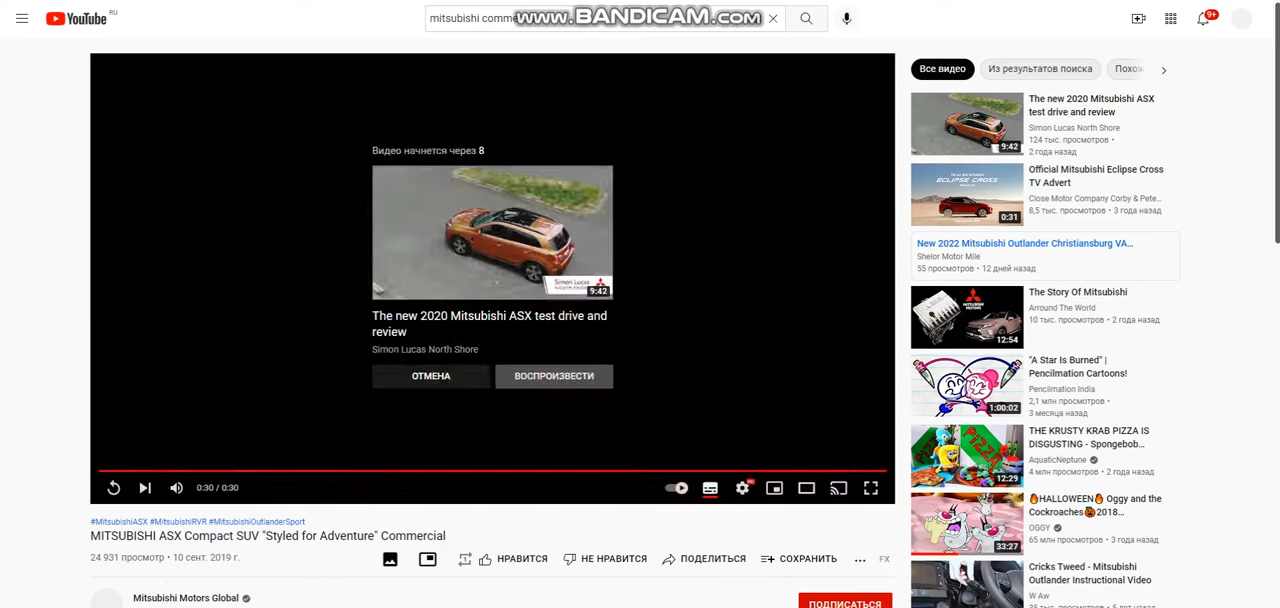 YouTube RU
mitsubishi comme
www.BANDICAM.com
9+
Видео начнется через 8
Simon Lucas
9:42
The new 2020 Mitsubishi ASX test drive and
review
Simon Lucas North Shore
ОТМЕНА
ВОСПРОИЗВЕСТИ
0:30 / 0:30
HD
#MitsubishiASX #MitsubishiRVR #MitsubishiOutlanderSport
MITSUBISHI ASX Compact SUV "Styled for Adventure" Commercial
24 931 просмотр • 10 сент. 2019 г.
НРАВИТСЯ
НЕ НРАВИТСЯ
ПОДЕЛИТЬСЯ
СОХРАНИТЬ
FX
Mitsubishi Motors Global
ПОДПИСАТЬСЯ
Все видео
Из результатов поиска
Похо
The new 2020 Mitsubishi ASX
test drive and review
Simon Lucas North Shore
124 тыс. просмотров •
2 года назад
9:42
ECLIPSE CROSS
0:31
Official Mitsubishi Eclipse Cross
TV Advert
Close Motor Company Corby & Pete...
8,5 тыс. просмотров • 3 года назад
New 2022 Mitsubishi Outlander Christiansburg VA...
Shelor Motor Mile
55 просмотров • 12 дней назад
MITSUBISHI
MOTORS
12:54
The Story Of Mitsubishi
Arround The World
10 тыс. просмотров • 2 года назад
1:00:02
"A Star Is Burned" |
Pencilmation Cartoons!
Pencilmation India
2,1 млн просмотров •
3 месяца назад
PIZZA
12:29
THE KRUSTY KRAB PIZZA IS
DISGUSTING - Spongebob...
AquaticNeptune
4 млн просмотров • 2 года назад
33:27
🔥HALLOWEEN🔥 Oggy and the
Cockroaches🎃2018...
OGGY
65 млн просмотров • 3 года назад
Cricks Tweed - Mitsubishi
Outlander Instructional Video
W Aw